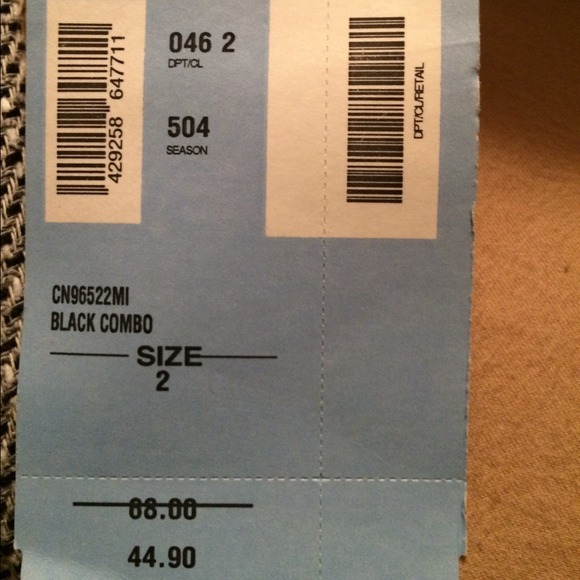 429258 647711
046 2
DPT/CL
504
SEASON
DPT/CL/RETAIL
CN96522MI
BLACK COMBO
SIZE
2
68.00
44.90